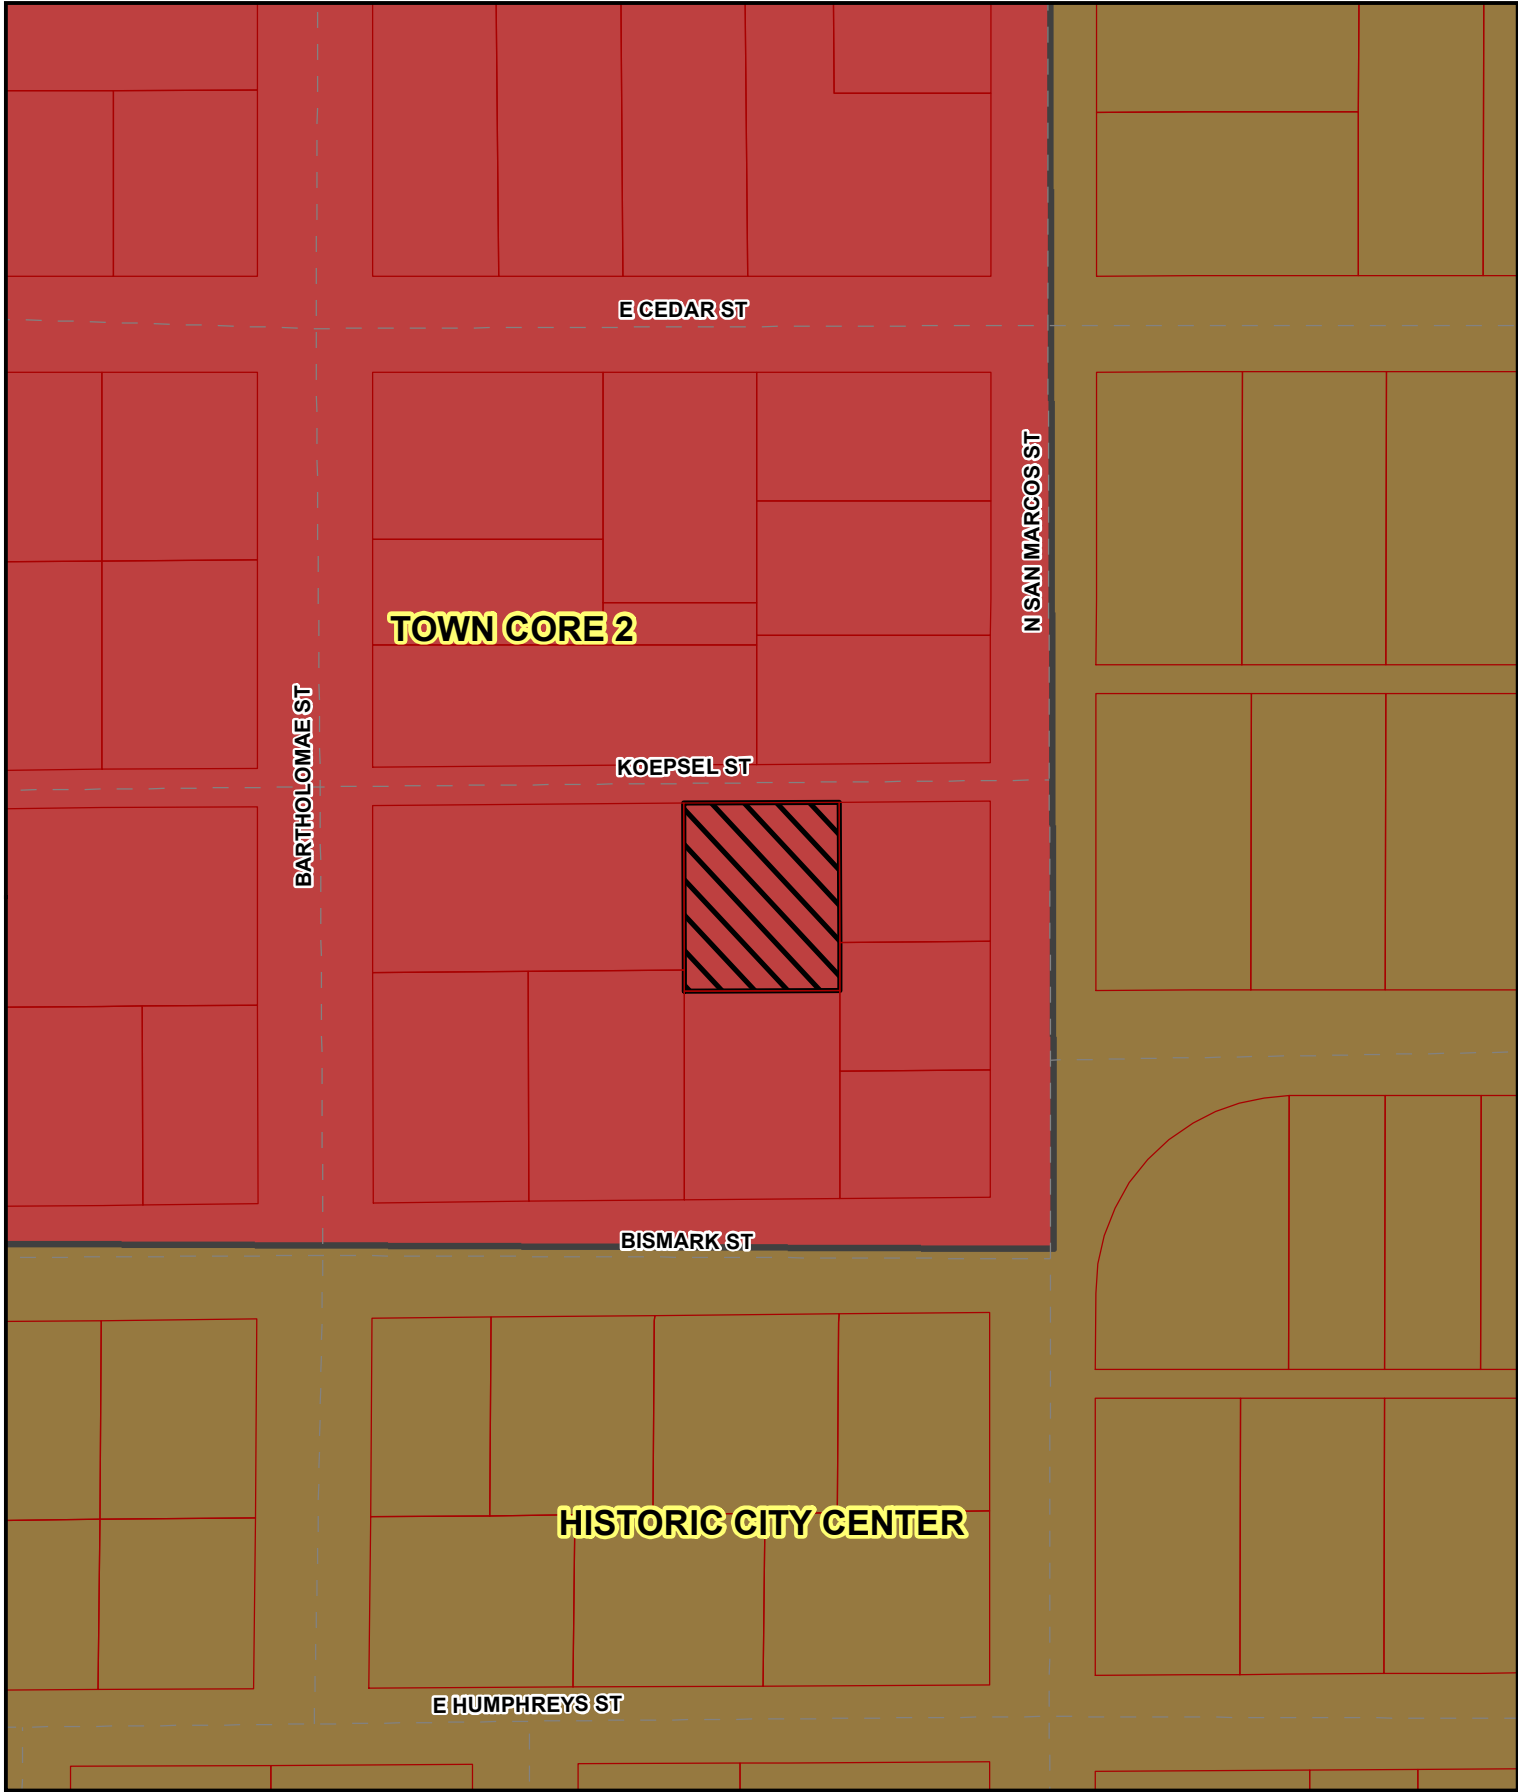 E CEDAR ST
N SAN MARCOS ST
TOWN CORE 2
BARTHOLOMAE ST
KOEPSEL ST
BISMARK ST
HISTORIC CITY CENTER
E HUMPHREYS ST